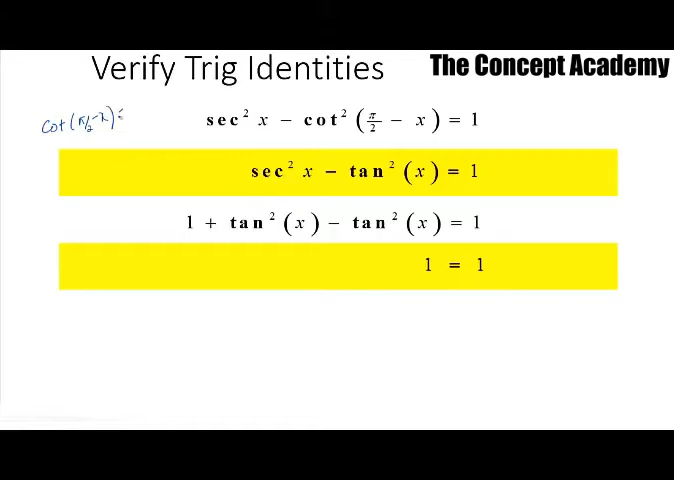 Verify Trig Identities
The Concept Academy
cot(π/2-x)=
sec² x − cot² (π/2 − x) = 1
sec² x − tan² (x) = 1
1 + tan² (x) − tan² (x) = 1
1 = 1